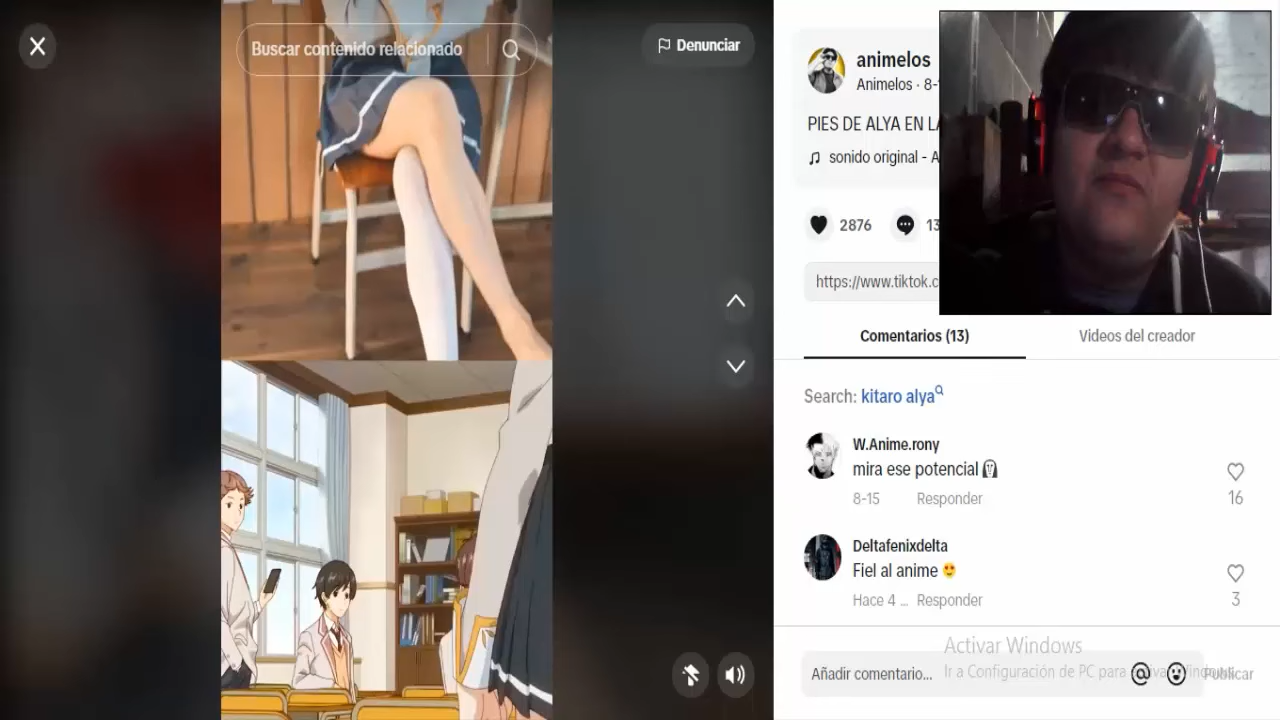 Buscar contenido relacionado
Denunciar
animelos
Animelos · 8-
PIES DE ALYA EN
sonido original - A
2876
13
https://www.tiktok.c
Comentarios (13)
Videos del creador
Search: kitaro alya
W.Anime.rony
mira ese potencial
8-15 Responder
16
Deltafenixdelta
Fiel al anime 😍
Hace 4 ... Responder
3
Activar Windows
Ir a Configuración de PC para
Añadir comentario...
Publicar